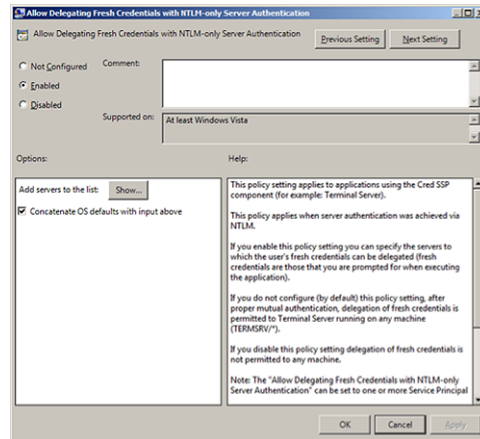 Allow Delegating Fresh Credentials with NTLM-only Server Authentication
Allow Delegating Fresh Credentials with NTLM-only Server Authentication
Previous Setting
Next Setting
Not Configured
Comment:
Enabled
Disabled
Supported on:
At least Windows Vista
Options:
Help:
Add servers to the list:
Show...
Concatenate OS defaults with input above
This policy setting applies to applications using the Cred SSP
component (for example: Terminal Server).
This policy applies when server authentication was achieved via
NTLM.
If you enable this policy setting you can specify the servers to
which the user's fresh credentials can be delegated (fresh
credentials are those that you are prompted for when executing
the application).
If you do not configure (by default) this policy setting, after
proper mutual authentication, delegation of fresh credentials is
permitted to Terminal Server running on any machine
(TERMSRV/*).
If you disable this policy setting delegation of fresh credentials is
not permitted to any machine.
Note: The "Allow Delegating Fresh Credentials with NTLM-only
Server Authentication" can be set to one or more Service Principal
OK
Cancel
Apply